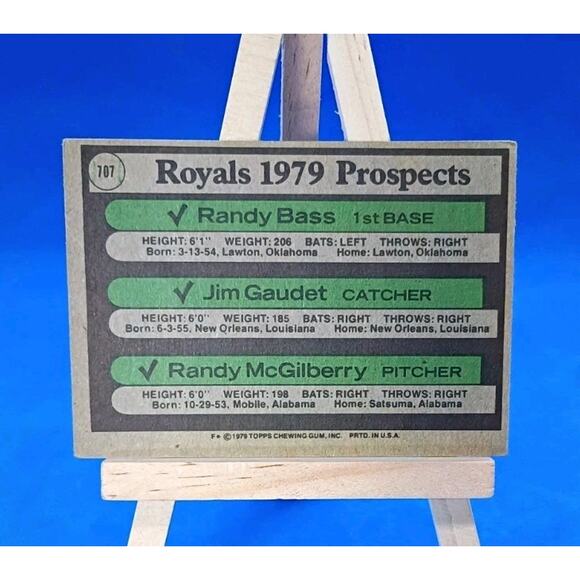 707
Royals 1979 Prospects
✓ Randy Bass 1st BASE
HEIGHT: 6'1" WEIGHT: 206 BATS: LEFT THROWS: RIGHT
Born: 3-13-54, Lawton, Oklahoma Home: Lawton, Oklahoma
✓ Jim Gaudet CATCHER
HEIGHT: 6'0" WEIGHT: 185 BATS: RIGHT THROWS: RIGHT
Born: 6-3-55, New Orleans, Louisiana Home: New Orleans, Louisiana
✓ Randy McGilberry PITCHER
HEIGHT: 6'0" WEIGHT: 198 BATS: RIGHT THROWS: RIGHT
Born: 10-29-53, Mobile, Alabama Home: Satsuma, Alabama
F* ©1979 TOPPS CHEWING GUM, INC. PRTD. IN U.S.A.